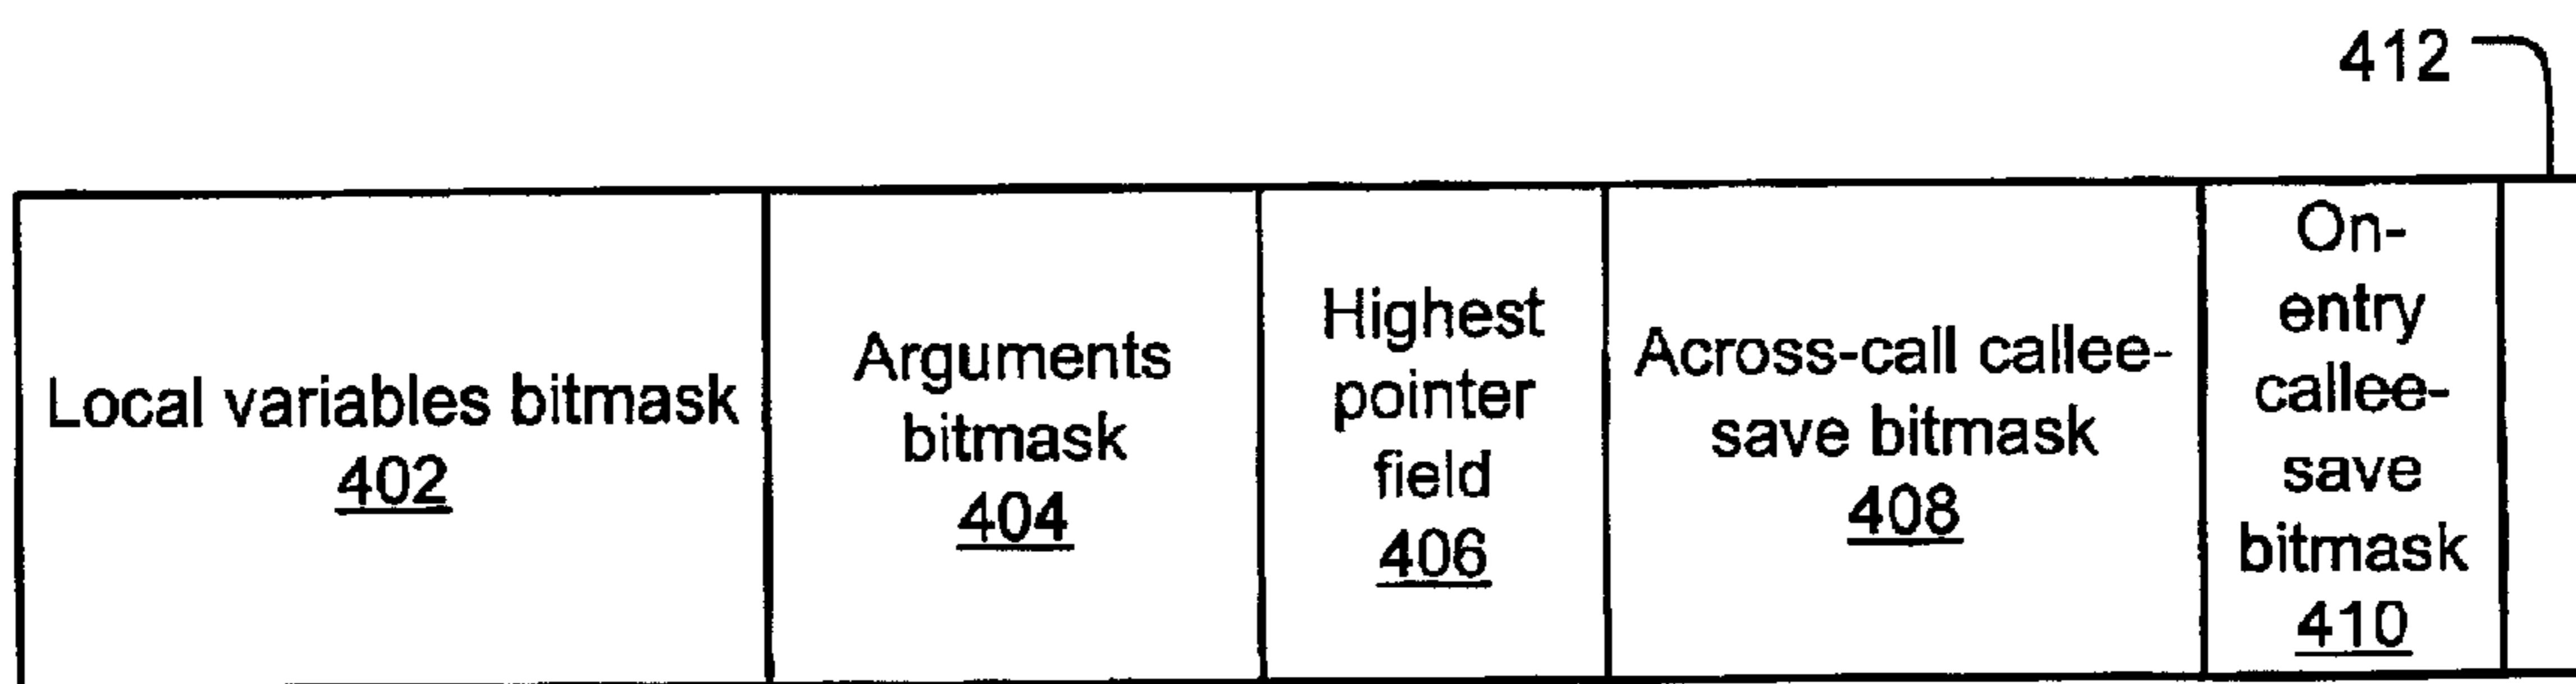 412
Local variables bitmask
402
Arguments
bitmask
404
Highest
pointer
field
406
Across-call callee-
save bitmask
408
On-
entry
callee-
save
bitmask
410